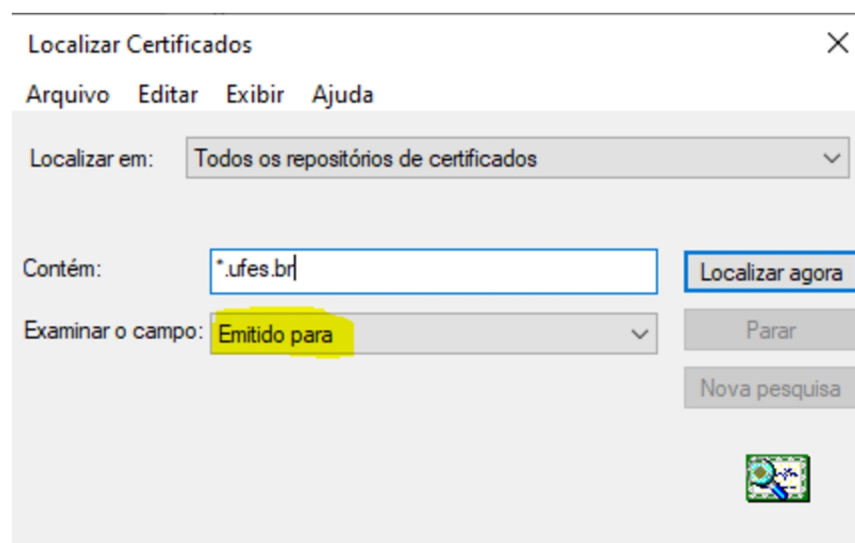 Localizar Certificados
Arquivo Editar Exibir Ajuda
Localizar em: Todos os repositórios de certificados
Contém: *.ufes.br Localizar agora
Examinar o campo: Emitido para Parar
Nova pesquisa